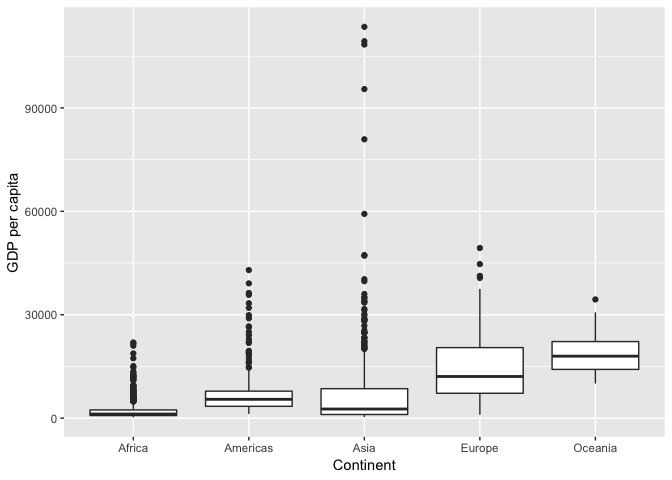 GDP per capita
90000
60000
30000
0
Africa
Americas
Asia
Europe
Oceania
Continent